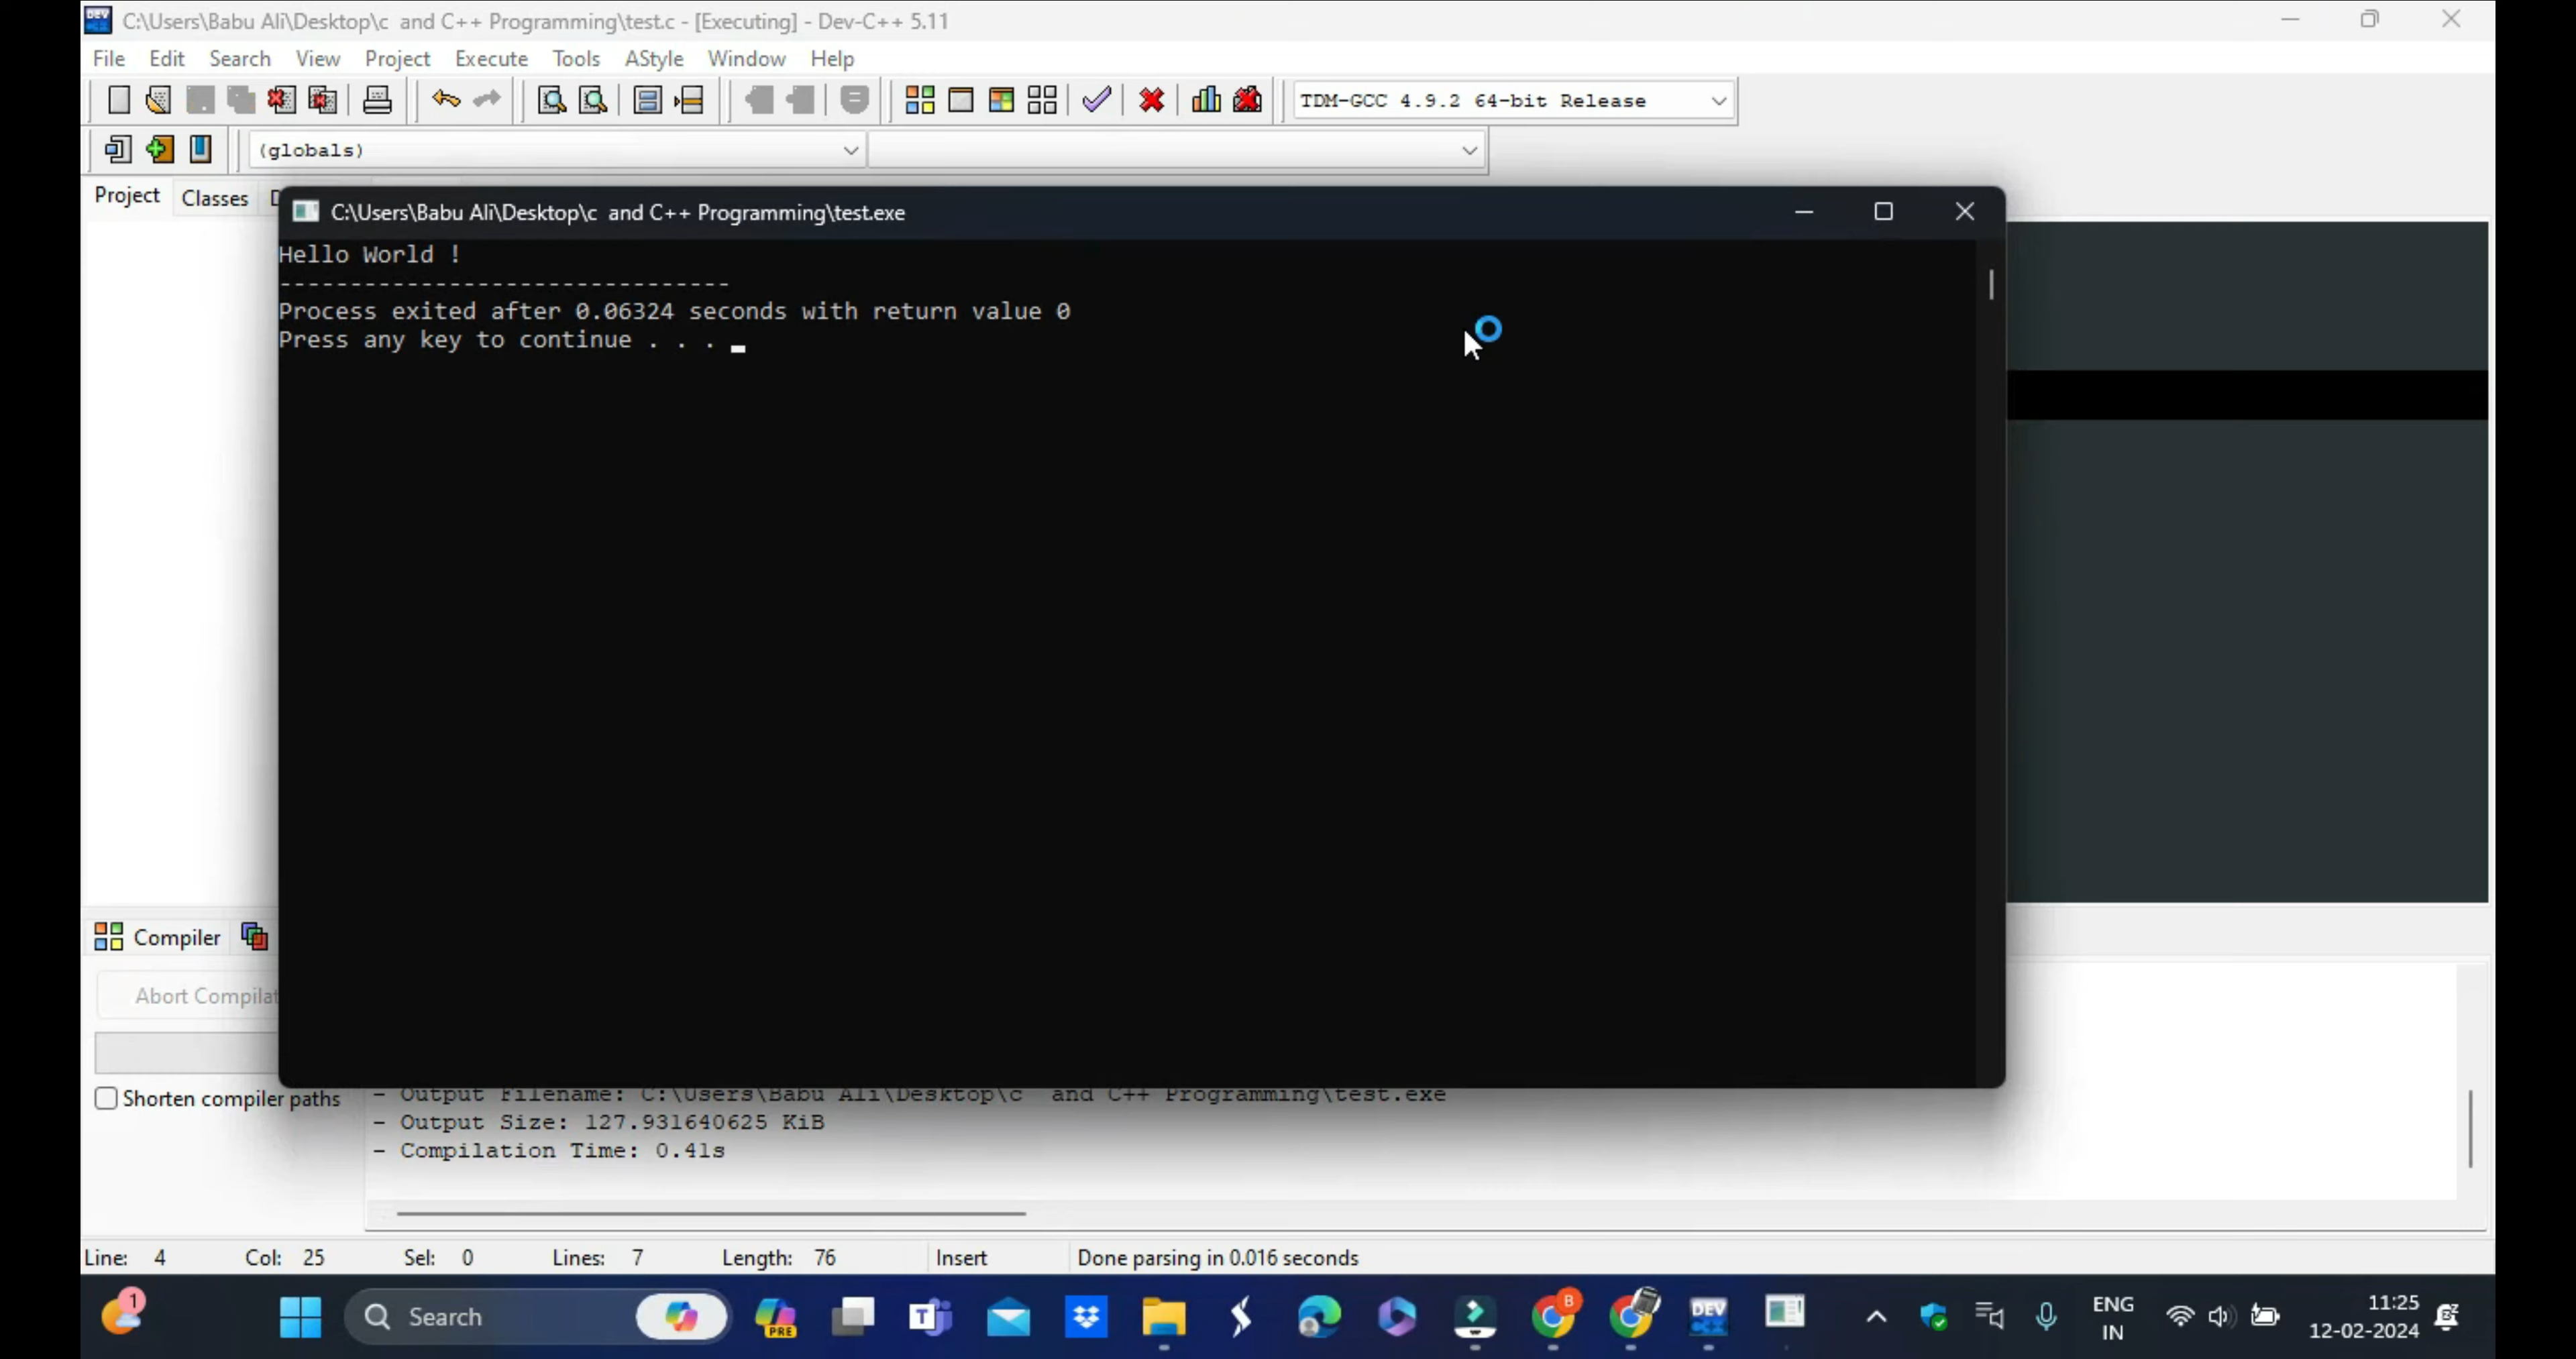 C:\Users\Babu Ali\Desktop\c  and C++ Programming\test.c - [Executing] - Dev-C++ 5.11
File Edit Search View Project Execute Tools AStyle Window Help
TDM-GCC 4.9.2 64-bit Release
(globals)
Project Classes D
C:\Users\Babu Ali\Desktop\c  and C++ Programming\test.exe
Hello World !
--------------------------------
Process exited after 0.06324 seconds with return value 0
Press any key to continue . . .
Compiler
Abort Compilat
Shorten compiler paths
- Output Filename: C:\Users\Babu Ali\Desktop\c  and C++ Programming\test.exe
- Output Size: 127.931640625 KiB
- Compilation Time: 0.41s
Line: 4 Col: 25 Sel: 0 Lines: 7 Length: 76 Insert Done parsing in 0.016 seconds
1 Search PRE B DEV ENG 11:25
IN 12-02-2024